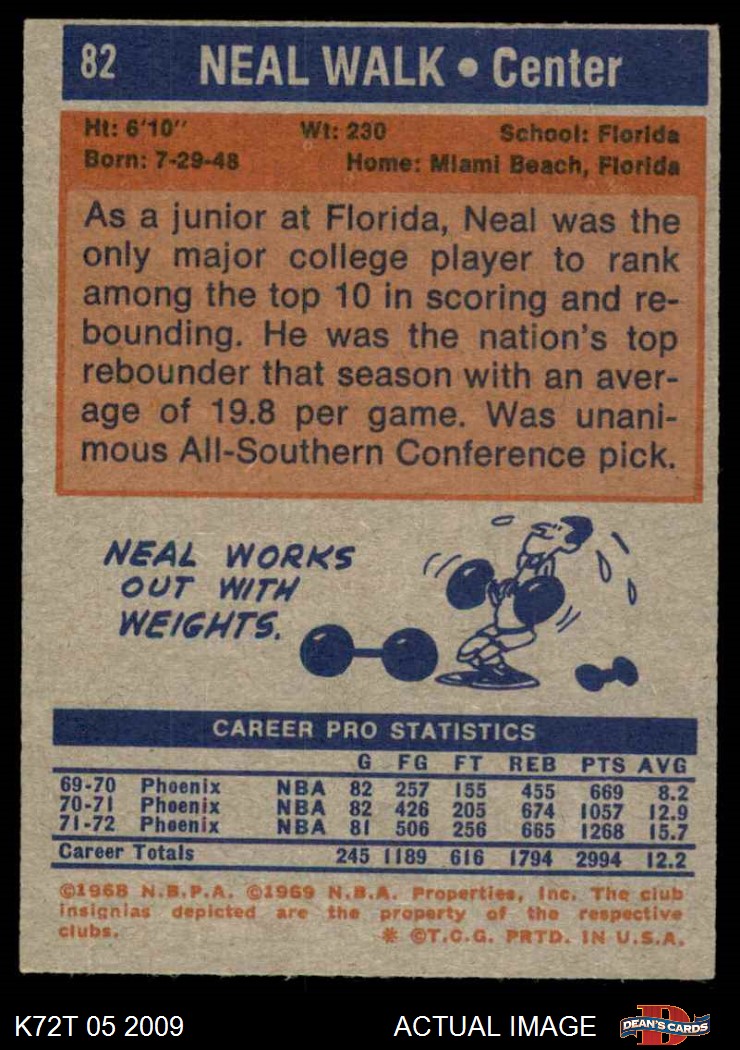 82 NEAL WALK • Center
Ht: 6'10" Wt: 230 School: Florida
Born: 7-29-48 Home: Miami Beach, Florida
As a junior at Florida, Neal was the
only major college player to rank
among the top 10 in scoring and re-
bounding. He was the nation's top
rebounder that season with an aver-
age of 19.8 per game. Was unani-
mous All-Southern Conference pick.
NEAL WORKS
OUT WITH
WEIGHTS.
CAREER PRO STATISTICS
G FG FT REB PTS AVG
69-70 Phoenix NBA 82 257 155 455 669 8.2
70-71 Phoenix NBA 82 426 205 674 1057 12.9
71-72 Phoenix NBA 81 506 256 665 1268 15.7
Career Totals 245 1189 616 1794 2994 12.2
©1968 N.B.P.A. ©1969 N.B.A. Properties, Inc. The club
insignias depicted are the property of the respective
clubs. * ©T.C.G. PRTD. IN U.S.A.
K72T 05 2009 ACTUAL IMAGE D DEAN'S CARDS